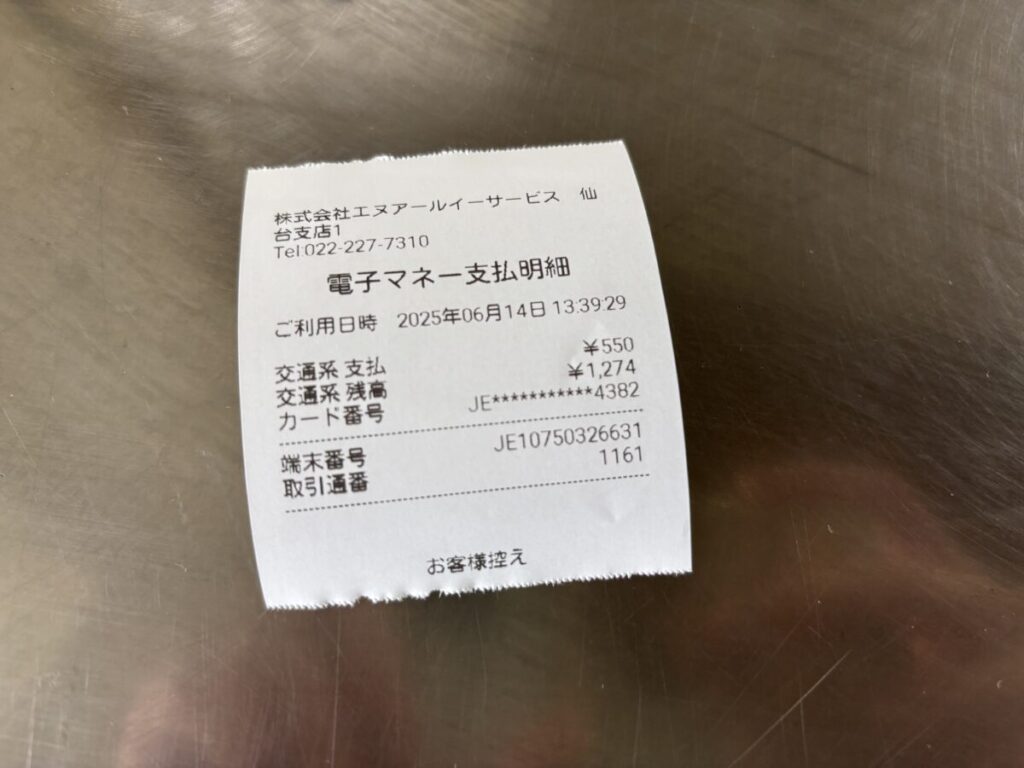 株式会社エヌアールイーサービス 仙
台支店1
Tel:022-227-7310
電子マネー支払明細
ご利用日時 2025年06月14日 13:39:29
交通系 支払 ¥550
交通系 残高 ¥1,274
カード番号 JE***********4382
端末番号 JE10750326631
取引通番 1161
お客様控え